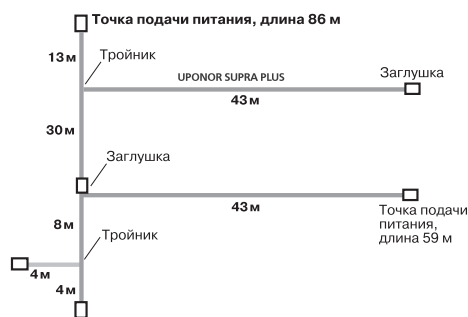 Точка подачи питания, длина 86 м
13 м
Тройник
UPONOR SUPRA PLUS
Заглушка
43 м
30 м
Заглушка
43 м
Точка подачи
питания,
длина 59 м
8 м
Тройник
4 м
4 м